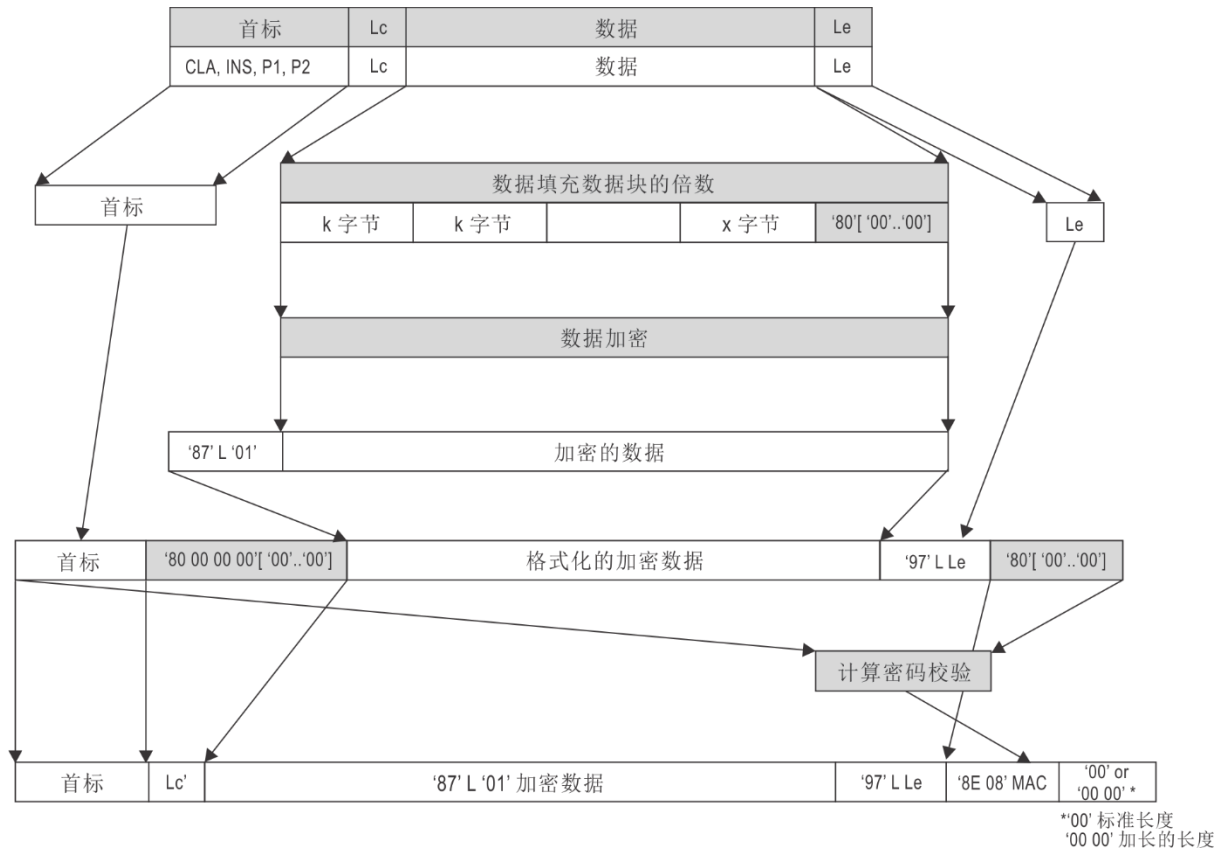 首标 Lc 数据 Le
CLA, INS, P1, P2 Lc 数据 Le
数据填充数据块的倍数
首标
k 字节 k 字节 x 字节 '80'[ '00'..'00'] Le
数据加密
'87' L '01' 加密的数据
首标 '80 00 00 00'[ '00'..'00'] 格式化的加密数据 '97' L Le '80'[ '00'..'00']
计算密码校验
首标 Lc' '87' L '01' 加密数据 '97' L Le '8E 08' MAC '00' or
'00 00' *
*'00' 标准长度
'00 00' 加长的长度